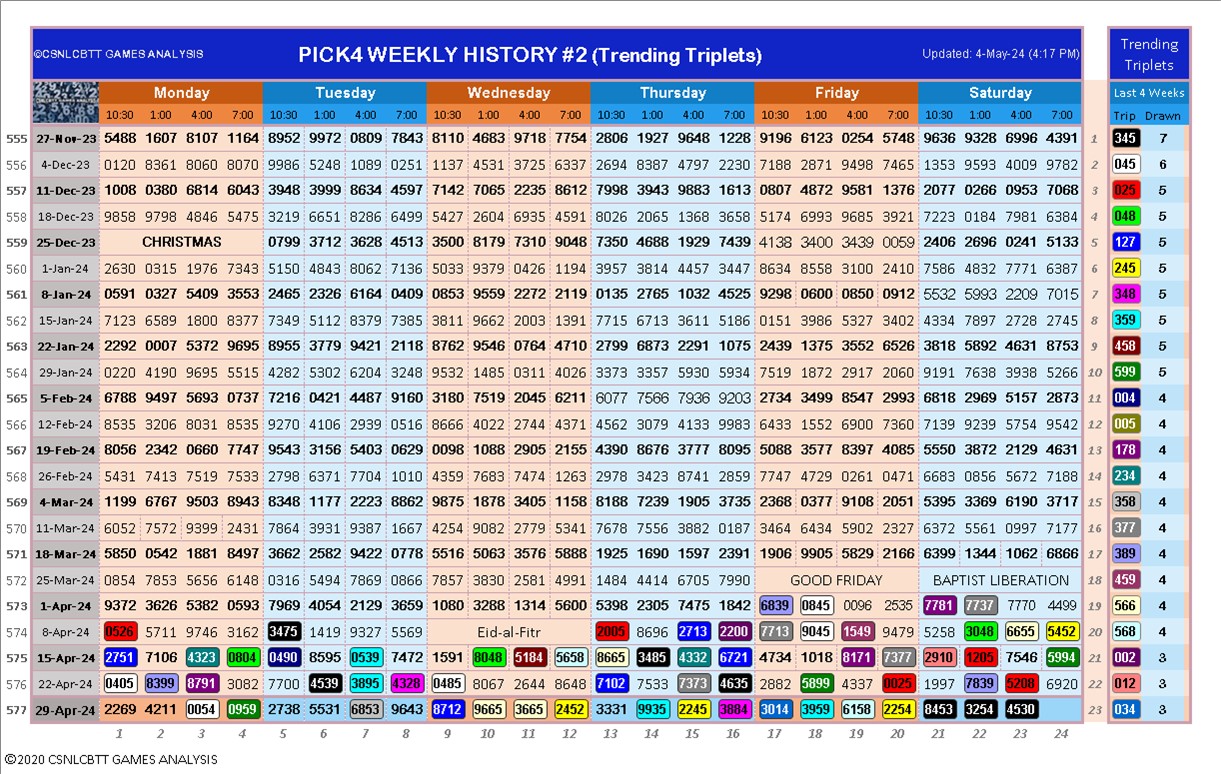 ©CSNLCBTT GAMES ANALYSIS PICK4 WEEKLY HISTORY #2 (Trending Triplets) Updated: 4-May-24 (4:17 PM) Trending Triplets
Monday Tuesday Wednesday Thursday Friday Saturday Last 4 Weeks
10:30 1:00 4:00 7:00 10:30 1:00 4:00 7:00 10:30 1:00 4:00 7:00 10:30 1:00 4:00 7:00 10:30 1:00 4:00 7:00 10:30 1:00 4:00 7:00 Trip Drawn
555 27-Nov-23 5488 1607 8107 1164 8952 9972 0809 7843 8110 4683 9718 7754 2806 1927 9648 1228 9196 6123 0254 5748 9636 9328 6996 4391 1 345 7
556 4-Dec-23 0120 8361 8060 8070 9986 5248 1089 0251 1137 4531 3725 6337 2694 8387 4797 2230 7188 2871 9498 7465 1353 9593 4009 9782 2 045 6
557 11-Dec-23 1008 0380 6814 6043 3948 3999 8634 4597 7142 7065 2235 8612 7998 3943 9883 1613 0807 4872 9581 1376 2077 0266 0953 7068 3 025 5
558 18-Dec-23 9858 9798 4846 5475 3219 6651 8286 6499 5427 2604 6935 4591 8026 2065 1368 3658 5174 6993 9685 3921 7223 0184 7981 6384 4 048 5
559 25-Dec-23 CHRISTMAS 0799 3712 3628 4513 3500 8179 7310 9048 7350 4688 1929 7439 4138 3400 3439 0059 2406 2696 0241 5133 5 127 5
560 1-Jan-24 2630 0315 1976 7343 5150 4843 8062 7136 5033 9379 0426 1194 3957 3814 4457 3447 8634 8558 3100 2410 7586 4832 7771 6387 6 245 5
561 8-Jan-24 0591 0327 5409 3553 2465 2326 6164 0409 0853 9559 2272 2119 0135 2765 1032 4525 9298 0600 0850 0912 5532 5993 2209 7015 7 348 5
562 15-Jan-24 7123 6589 1800 8377 7349 5112 8379 7385 3811 9662 2003 1391 7715 6713 3611 5186 0151 3986 5327 3402 4334 7897 2728 2745 8 359 5
563 22-Jan-24 2292 0007 5372 9695 8955 3779 9421 2118 8762 9546 0764 4710 2799 6873 2291 1075 2439 1375 3552 6526 3818 5892 4631 8753 9 458 5
564 29-Jan-24 0220 4190 9695 5515 4282 5302 6204 3248 9532 1485 0311 4026 3373 3357 5930 5934 7519 1872 2917 2060 9191 7638 3938 5266 10 599 5
565 5-Feb-24 6788 9497 5693 0737 7216 0421 4487 9160 3180 7519 2045 6211 6077 7566 7936 9203 2734 3499 8547 2993 6818 2969 5157 2873 11 004 4
566 12-Feb-24 8535 3206 8031 8535 9270 4106 2939 0516 8666 4022 2744 4371 4562 3079 4133 9983 6433 1552 6900 7360 7139 9239 5754 9542 12 005 4
567 19-Feb-24 8056 2342 0660 7747 9543 3156 5403 0629 0098 1088 2905 2155 4390 8676 3777 8095 5088 3577 8397 4085 5550 3872 2129 4631 13 178 4
568 26-Feb-24 5431 7413 7519 7533 2798 6371 7704 1010 4359 7683 7474 1263 2978 3423 8741 2859 7747 4729 0261 0471 6683 0856 5672 7188 14 234 4
569 4-Mar-24 1199 6767 9503 8943 8348 1177 2223 8862 9875 1878 3405 1158 8188 7239 1905 3735 2368 0377 9108 2051 5395 3369 6190 3717 15 358 4
570 11-Mar-24 6052 7572 9399 2431 7864 3931 9387 1667 4254 9082 2779 5341 7678 7556 3882 0187 3464 6434 5902 2327 6372 5561 0997 7177 16 377 4
571 18-Mar-24 5850 0542 1881 8497 3662 2582 9422 0778 5516 5063 3576 5888 1925 1690 1597 2391 1906 9905 5829 2166 6399 1344 1062 6866 17 389 4
572 25-Mar-24 0854 7853 5656 6148 0316 5494 7869 0866 7857 3830 2581 4991 1484 4414 6705 7990 GOOD FRIDAY BAPTIST LIBERATION 18 459 4
573 1-Apr-24 9372 3626 5382 0593 7969 4054 2129 3659 1080 3288 1314 5600 5398 2305 7475 1842 6839 0845 0096 2535 7781 7737 7770 4499 19 566 4
574 8-Apr-24 0526 5711 9746 3162 3475 1419 9327 5569 Eid-al-Fitr 2005 8696 2713 2200 7713 9045 1549 9479 5258 3048 6655 5452 20 568 4
575 15-Apr-24 2751 7106 4323 0804 0490 8595 0539 7472 1591 8048 5184 5658 8665 3485 4332 6721 4734 1018 8171 7377 2910 1205 7546 5994 21 002 3
576 22-Apr-24 0405 8399 8791 3082 7700 4539 3895 4328 0485 8067 2644 8648 7102 7533 7373 4635 2882 5899 4337 0025 1997 7839 5208 6920 22 012 3
577 29-Apr-24 2269 4211 0054 0959 2738 5531 6853 9643 8712 9665 3665 2452 3331 9935 2245 3884 3014 3959 6158 2254 8453 3254 4530 23 034 3
1 2 3 4 5 6 7 8 9 10 11 12 13 14 15 16 17 18 19 20 21 22 23 24
©2020 CSNLCBTT GAMES ANALYSIS